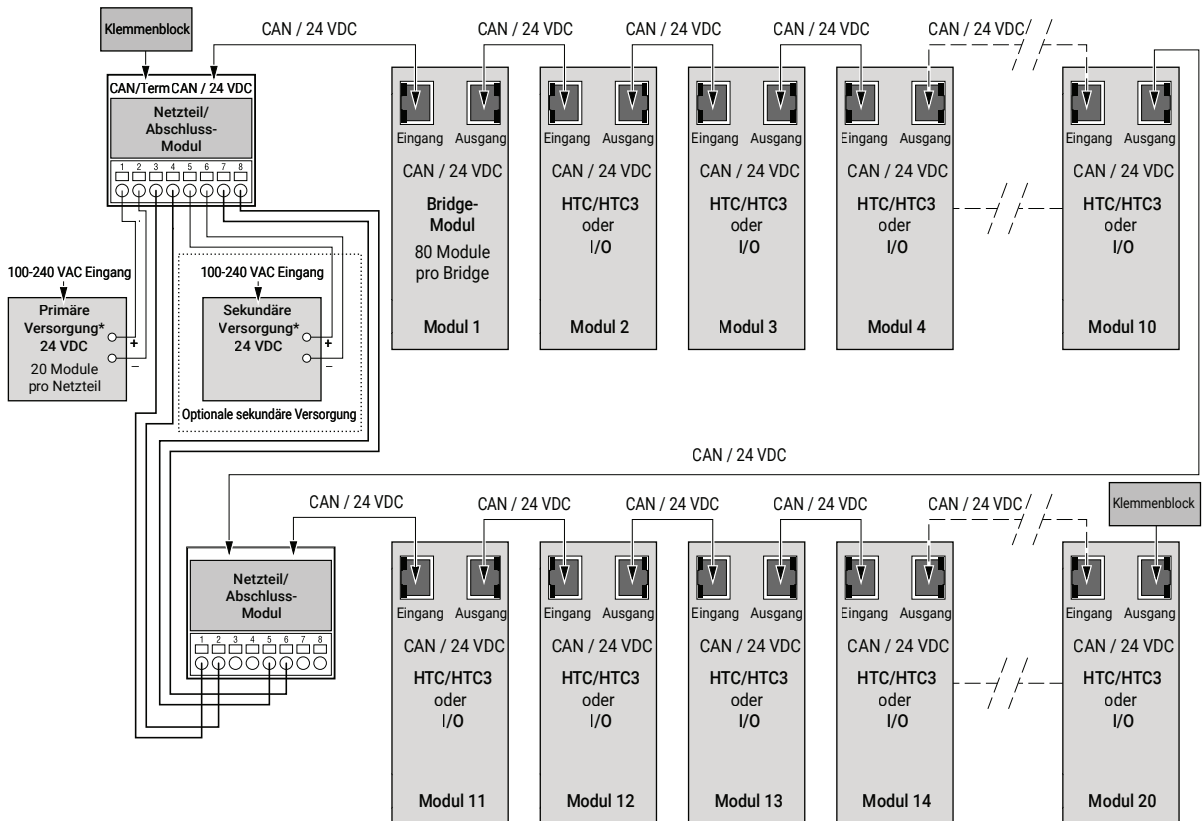 Klemmenblock
CAN / 24 VDC
CAN / 24 VDC
CAN / 24 VDC
CAN / 24 VDC
CAN / 24 VDC
CAN/Term CAN / 24 VDC
Netzteil/
Abschluss-
Modul
1 2 3 4 5 6 7 8
Eingang Ausgang
CAN / 24 VDC
Bridge-
Modul
80 Module
pro Bridge
Modul 1
Eingang Ausgang
CAN / 24 VDC
HTC/HTC3
oder
I/O
Modul 2
Eingang Ausgang
CAN / 24 VDC
HTC/HTC3
oder
I/O
Modul 3
Eingang Ausgang
CAN / 24 VDC
HTC/HTC3
oder
I/O
Modul 4
Eingang Ausgang
CAN / 24 VDC
HTC/HTC3
oder
I/O
Modul 10
100-240 VAC Eingang
Primäre
Versorgung*
24 VDC
+
–
20 Module
pro Netzteil
100-240 VAC Eingang
Sekundäre
Versorgung*
24 VDC
+
–
Optionale sekundäre Versorgung
CAN / 24 VDC
CAN / 24 VDC
CAN / 24 VDC
CAN / 24 VDC
CAN / 24 VDC
CAN / 24 VDC
Klemmenblock
Netzteil/
Abschluss-
Modul
1 2 3 4 5 6 7 8
Eingang Ausgang
CAN / 24 VDC
HTC/HTC3
oder
I/O
Modul 11
Eingang Ausgang
CAN / 24 VDC
HTC/HTC3
oder
I/O
Modul 12
Eingang Ausgang
CAN / 24 VDC
HTC/HTC3
oder
I/O
Modul 13
Eingang Ausgang
CAN / 24 VDC
HTC/HTC3
oder
I/O
Modul 14
Eingang Ausgang
CAN / 24 VDC
HTC/HTC3
oder
I/O
Modul 20